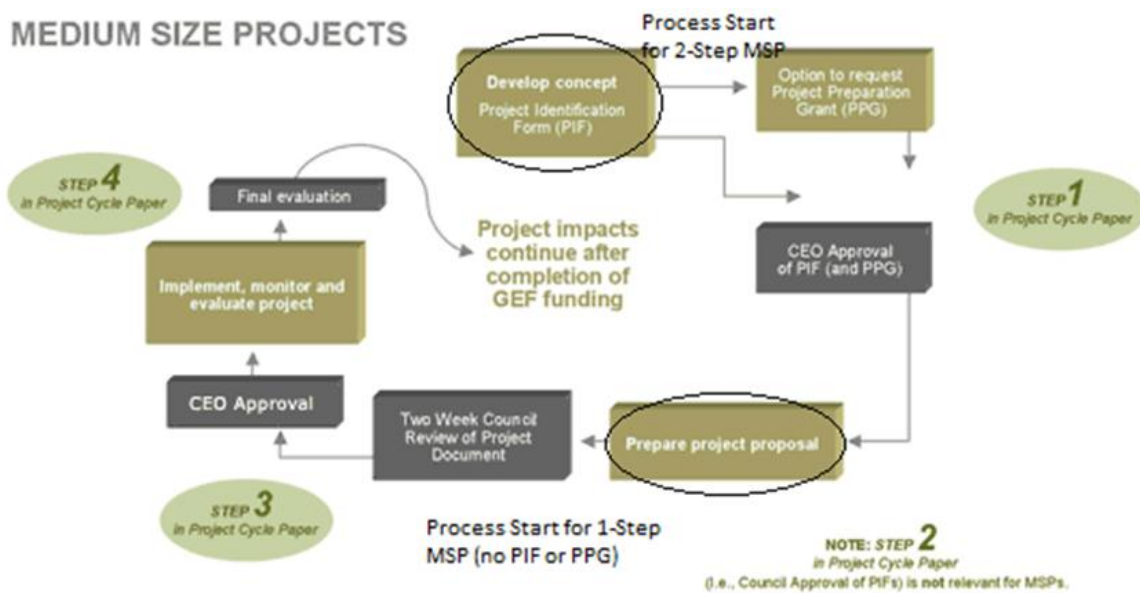 MEDIUM SIZE PROJECTS
Process Start
for 2-Step MSP
Develop concept
Project Identification
Form (PIF)
Option to request
Project Preparation
Grant (PPG)
STEP 1
in Project Cycle Paper
CEO Approval
of PIF (and PPG)
Prepare project proposal
Process Start for 1-Step
MSP (no PIF or PPG)
Two Week Council
Review of Project
Document
STEP 3
in Project Cycle Paper
CEO Approval
Implement, monitor and
evaluate project
STEP 4
in Project Cycle Paper
Final evaluation
Project impacts
continue after
completion of
GEF funding
NOTE: STEP 2
in Project Cycle Paper
(i.e., Council Approval of PIFs) is not relevant for MSPs.